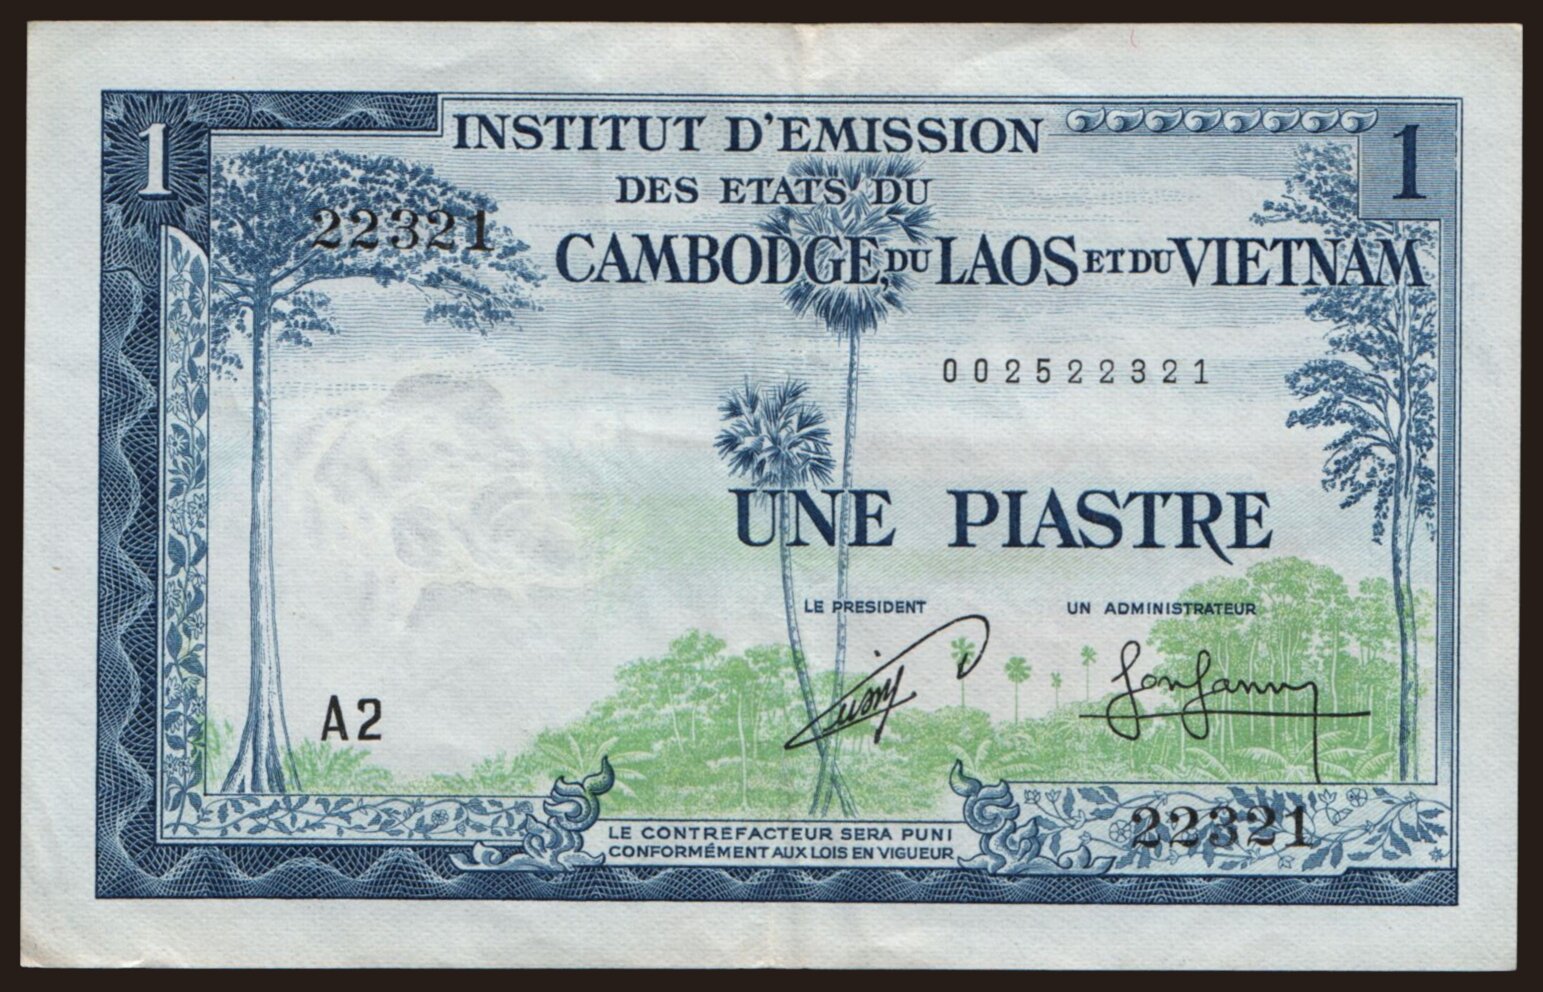 1
INSTITUT D'EMISSION
1
DES ETATS DU
22321
CAMBODGE, DU LAOS ET DU VIETNAM
002522321
UNE PIASTRE
LE PRESIDENT
UN ADMINISTRATEUR
A2
22321
LE CONTREFACTEUR SERA PUNI
CONFORMÉMENT AUX LOIS EN VIGUEUR